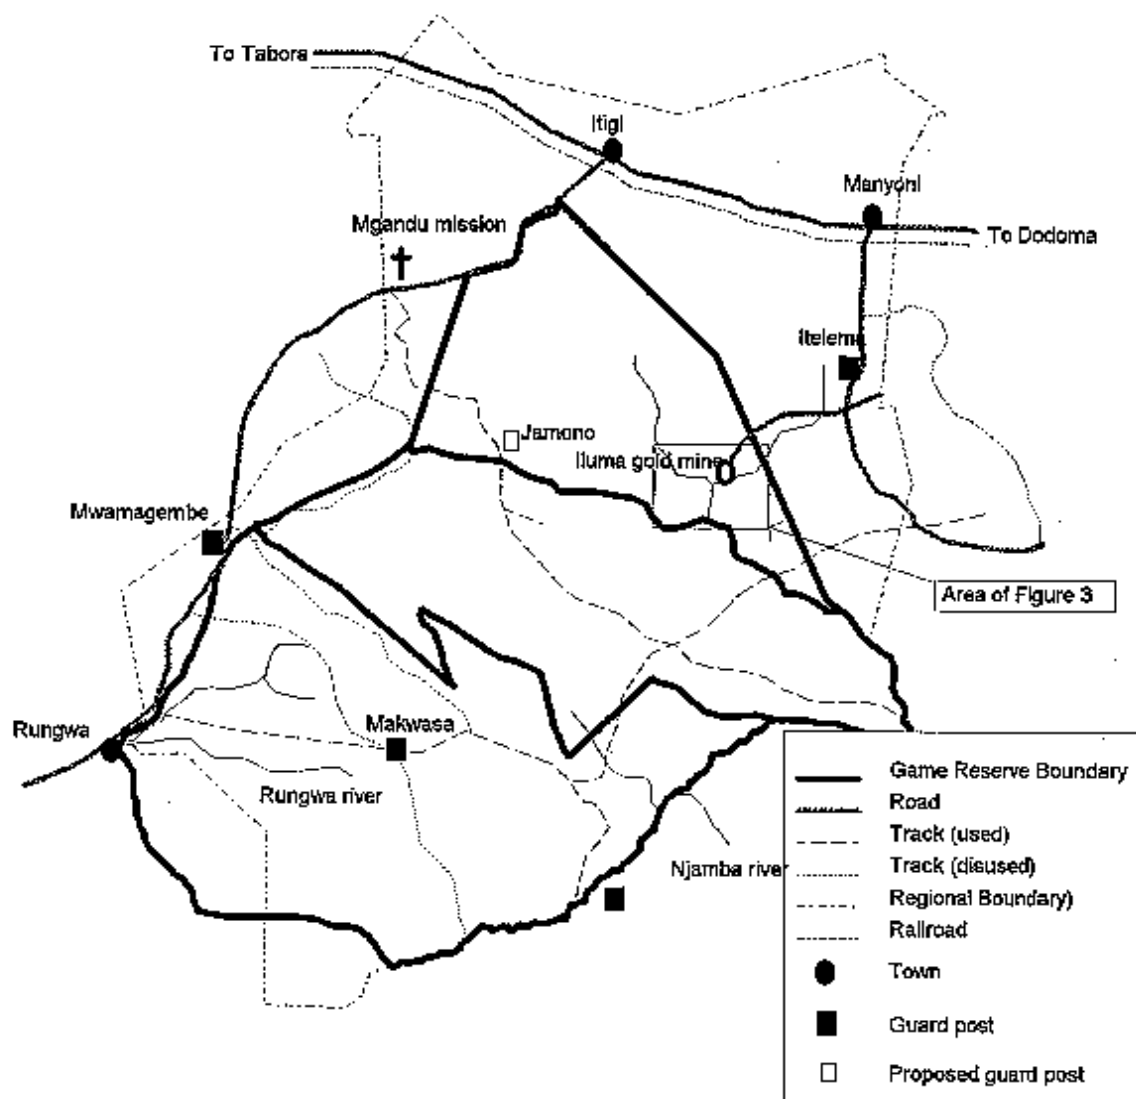 To Tabora
Itigi
Manyoni
Mgandu mission
To Dodoma
Itelema
Jamono
Iluma gold mine
Mwamagembe
Area of Figure 3
Rungwa
Makwasa
Rungwa river
Njamba river
Game Reserve Boundary
Road
Track (used)
Track (disused)
Regional Boundary)
Railroad
Town
Guard post
Proposed guard post